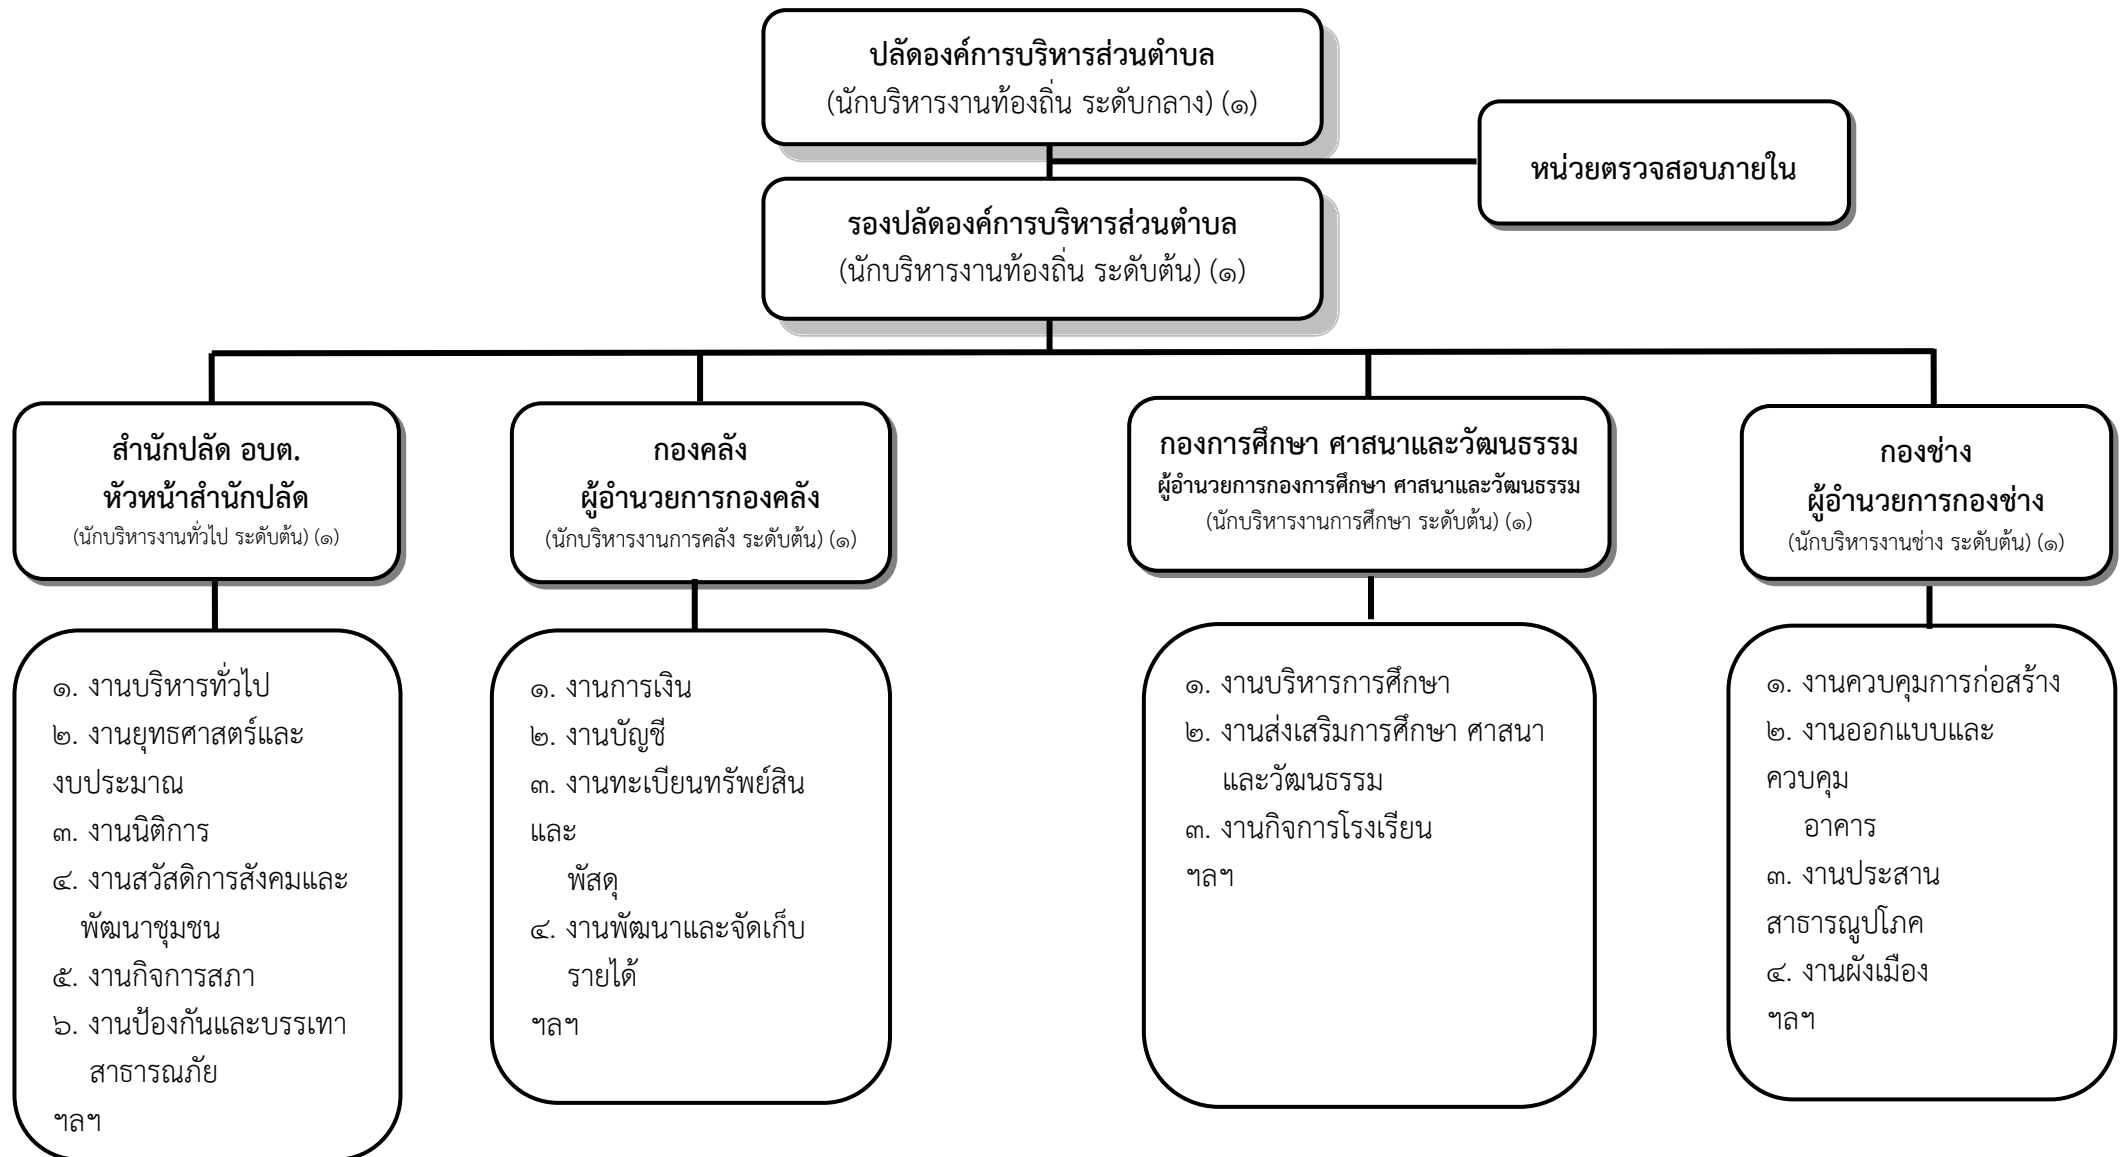 ปลัดองค์การบริหารส่วนตำบล
(นักบริหารงานท้องถิ่น ระดับกลาง) (๑)
หน่วยตรวจสอบภายใน
รองปลัดองค์การบริหารส่วนตำบล
(นักบริหารงานท้องถิ่น ระดับต้น) (๑)
สำนักปลัด อบต.
หัวหน้าสำนักปลัด
(นักบริหารงานทั่วไป ระดับต้น) (๑)
กองคลัง
ผู้อำนวยการกองคลัง
(นักบริหารงานการคลัง ระดับต้น) (๑)
กองการศึกษา ศาสนาและวัฒนธรรม
ผู้อำนวยการกองการศึกษา ศาสนาและวัฒนธรรม
(นักบริหารงานการศึกษา ระดับต้น) (๑)
กองช่าง
ผู้อำนวยการกองช่าง
(นักบริหารงานช่าง ระดับต้น) (๑)
๑. งานบริหารทั่วไป
๒. งานยุทธศาสตร์และ
งบประมาณ
๓. งานนิติการ
๔. งานสวัสดิการสังคมและ
พัฒนาชุมชน
๕. งานกิจการสภา
๖. งานป้องกันและบรรเทา
สาธารณภัย
ฯลฯ
๑. งานการเงิน
๒. งานบัญชี
๓. งานทะเบียนทรัพย์สิน
และ
พัสดุ
๔. งานพัฒนาและจัดเก็บ
รายได้
ฯลฯ
๑. งานบริหารการศึกษา
๒. งานส่งเสริมการศึกษา ศาสนา
และวัฒนธรรม
๓. งานกิจการโรงเรียน
ฯลฯ
๑. งานควบคุมการก่อสร้าง
๒. งานออกแบบและ
ควบคุม
อาคาร
๓. งานประสาน
สาธารณูปโภค
๔. งานผังเมือง
ฯลฯ